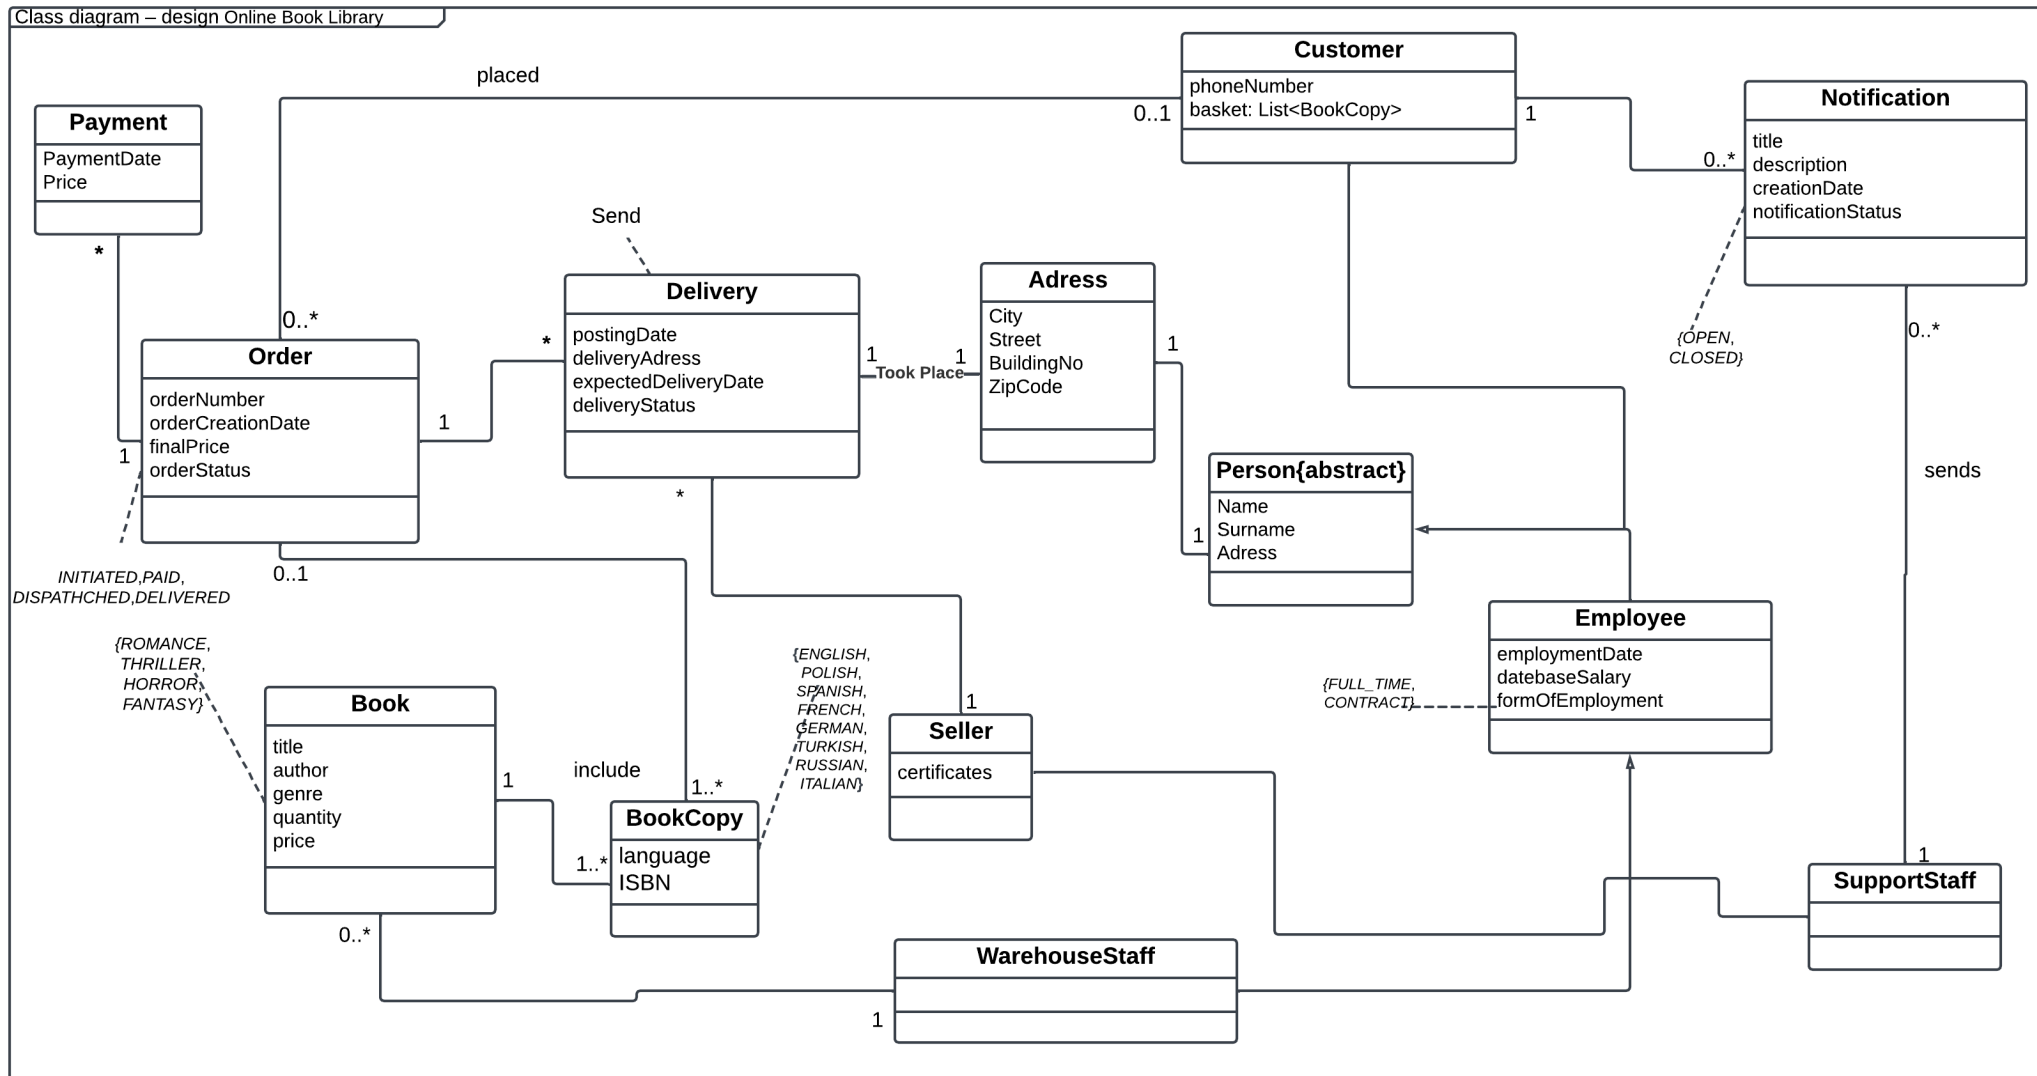 Class diagram – design Online Book Library
placed
Customer
phoneNumber
basket: List<BookCopy>
0..1
1
Notification
title
description
creationDate
notificationStatus
0..*
{OPEN,
CLOSED}
0..*
sends
Payment
PaymentDate
Price
*
0..*
Order
orderNumber
orderCreationDate
finalPrice
orderStatus
1
1
INITIATED,PAID,
DISPATHCHED,DELIVERED
0..1
Send
Delivery
postingDate
deliveryAdress
expectedDeliveryDate
deliveryStatus
*
*
1
Took Place
1
Adress
City
Street
BuildingNo
ZipCode
1
1
Person{abstract}
Name
Surname
Adress
Employee
employmentDate
datebaseSalary
formOfEmployment
{FULL_TIME,
CONTRACT}
{ROMANCE,
THRILLER,
HORROR,
FANTASY}
Book
title
author
genre
quantity
price
1
include
1..*
1..*
BookCopy
language
ISBN
{ENGLISH,
POLISH,
SPANISH,
FRENCH,
GERMAN,
TURKISH,
RUSSIAN,
ITALIAN}
1
Seller
certificates
1
SupportStaff
0..*
WarehouseStaff
1